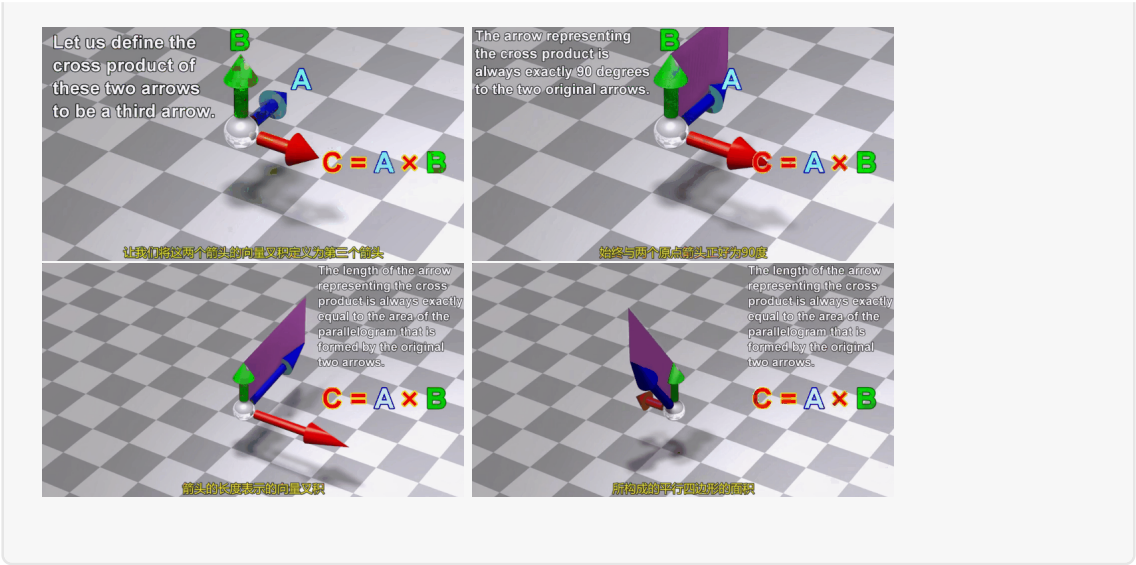 Let us define the
cross product of
these two arrows
to be a third arrow.
B
A
C = A × B
让我们将这两个箭头的向量叉积定义为第三个箭头
The arrow representing
the cross product is
always exactly 90 degrees
to the two original arrows.
B
A
C = A × B
始终与两个原点箭头正好为90度
The length of the arrow
representing the cross
product is always exactly
equal to the area of the
parallelogram that is
formed by the original
two arrows.
C = A × B
箭头的长度表示的向量叉积
The length of the arrow
representing the cross
product is always exactly
equal to the area of the
parallelogram that is
formed by the original
two arrows.
C = A × B
所构成的平行四边形的面积